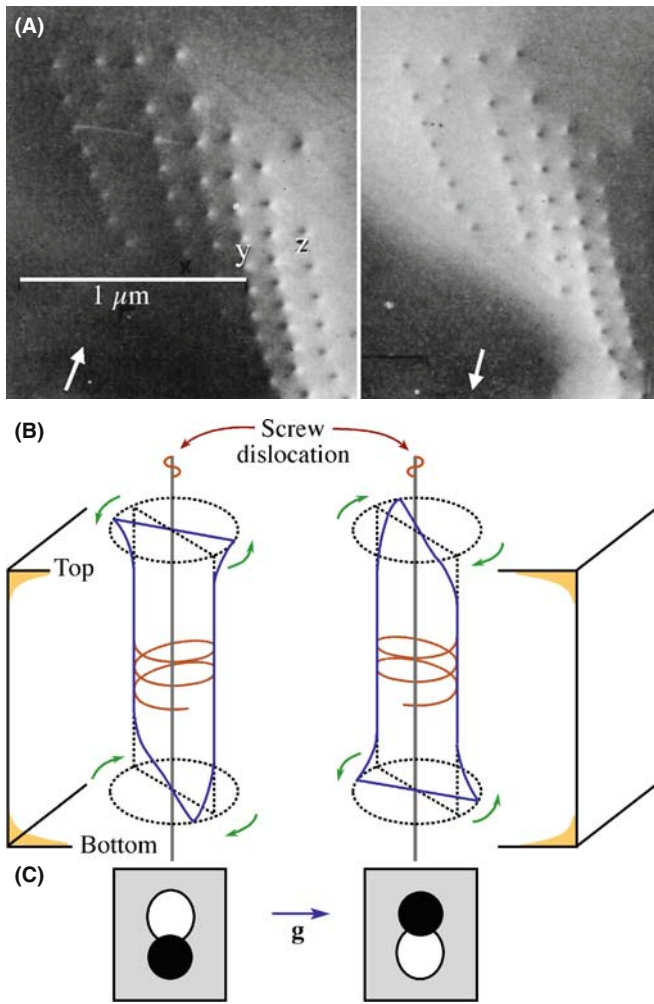 (A)
x
y
z
1 μm
(B)
Screw
dislocation
Top
Bottom
(C)
g